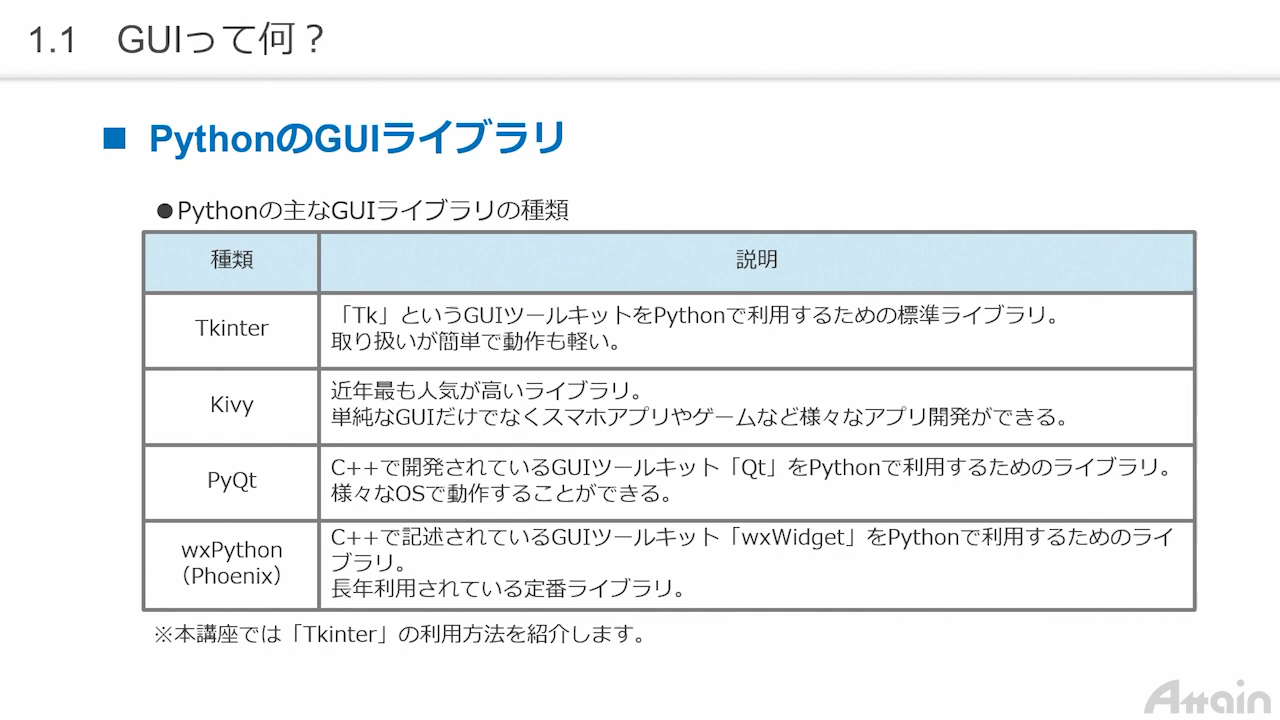 1.1 GUIって何？
■ PythonのGUIライブラリ
●Pythonの主なGUIライブラリの種類
種類
説明
Tkinter
「Tk」というGUIツールキットをPythonで利用するための標準ライブラリ。
取り扱いが簡単で動作も軽い。
Kivy
近年最も人気が高いライブラリ。
単純なGUIだけでなくスマホアプリやゲームなど様々なアプリ開発ができる。
PyQt
C++で開発されているGUIツールキット「Qt」をPythonで利用するためのライブラリ。
様々なOSで動作することができる。
wxPython
（Phoenix）
C++で記述されているGUIツールキット「wxWidget」をPythonで利用するためのライ
ブラリ。
長年利用されている定番ライブラリ。
※本講座では「Tkinter」の利用方法を紹介します。
Attain